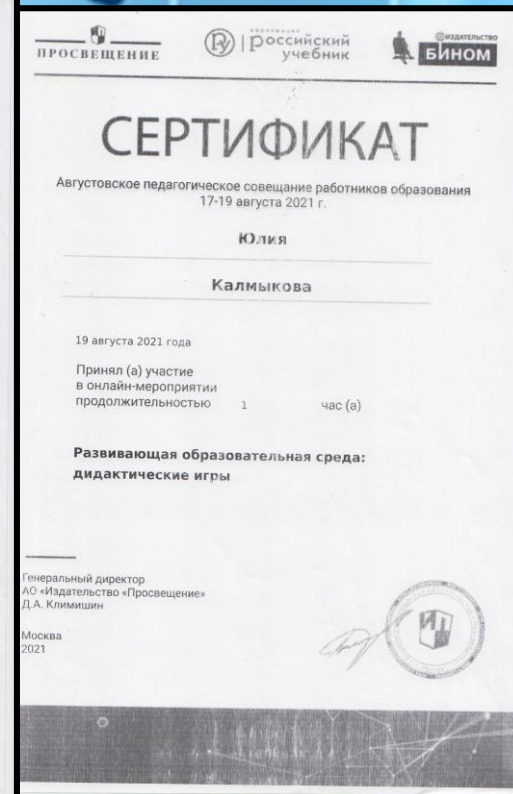 ПРОСВЕЩЕНИЕ
российский
учебник
ИЗДАТЕЛЬСТВО
БИНОМ
СЕРТИФИКАТ
Августовское педагогическое совещание работников образования
17-19 августа 2021 г.
Юлия
Калмыкова
19 августа 2021 года
Принял (а) участие
в онлайн-мероприятии
продолжительностью 1 час (а)
Развивающая образовательная среда:
дидактические игры
Генеральный директор
АО «Издательство «Просвещение»
Д.А. Климишин
Москва
2021